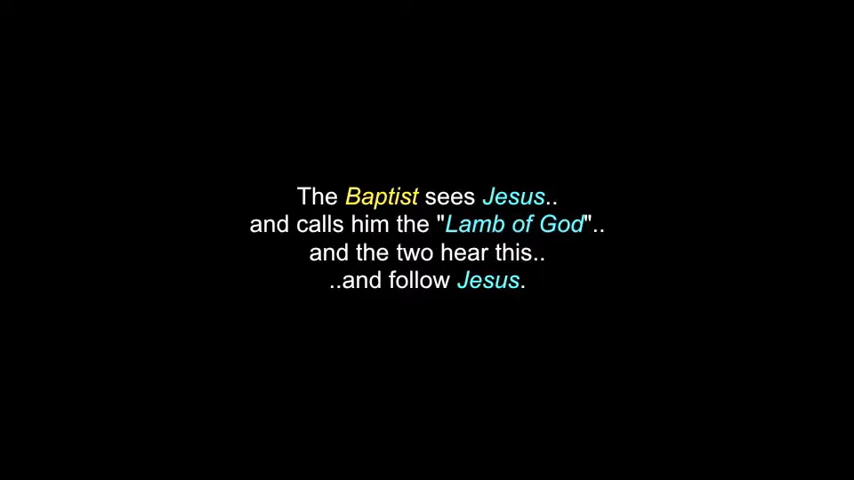 The Baptist sees Jesus..
and calls him the "Lamb of God"..
and the two hear this..
..and follow Jesus.